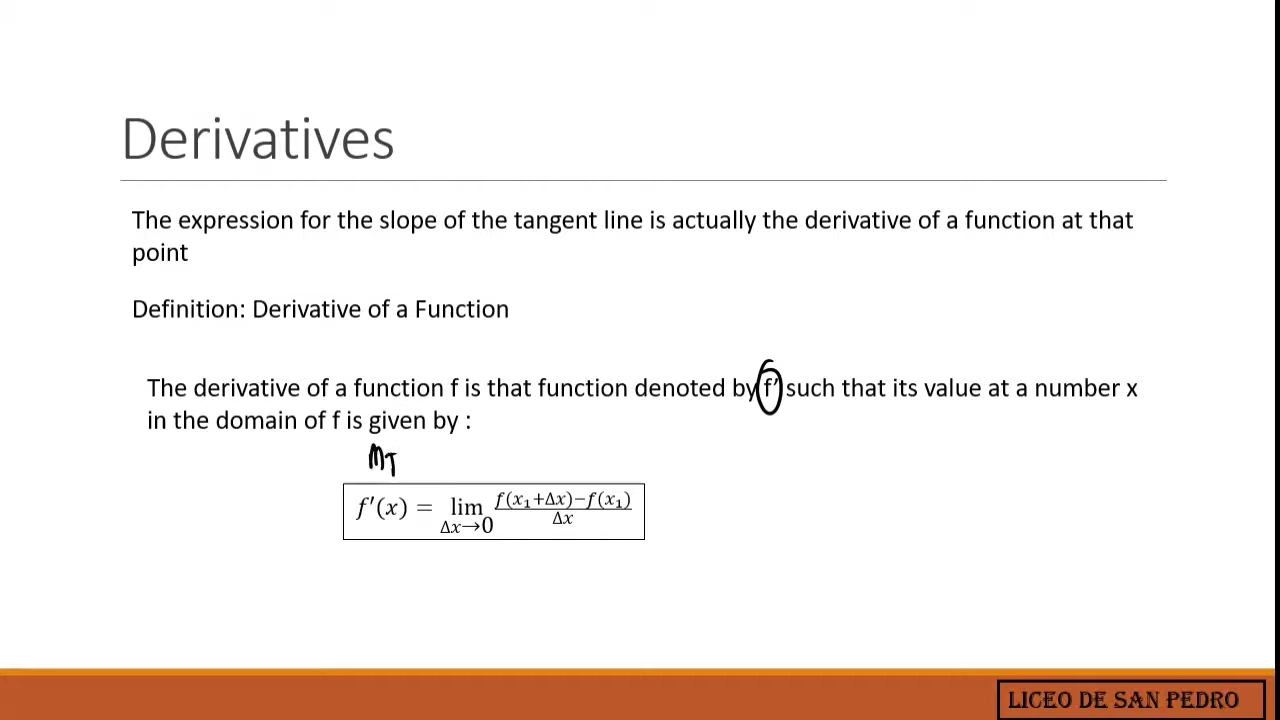 Derivatives
The expression for the slope of the tangent line is actually the derivative of a function at that
point
Definition: Derivative of a Function
The derivative of a function f is that function denoted by f’ such that its value at a number x
in the domain of f is given by :
mT
f′(x) = lim Δx→0 f(x₁+Δx)−f(x₁) / Δx
LICEO DE SAN PEDRO